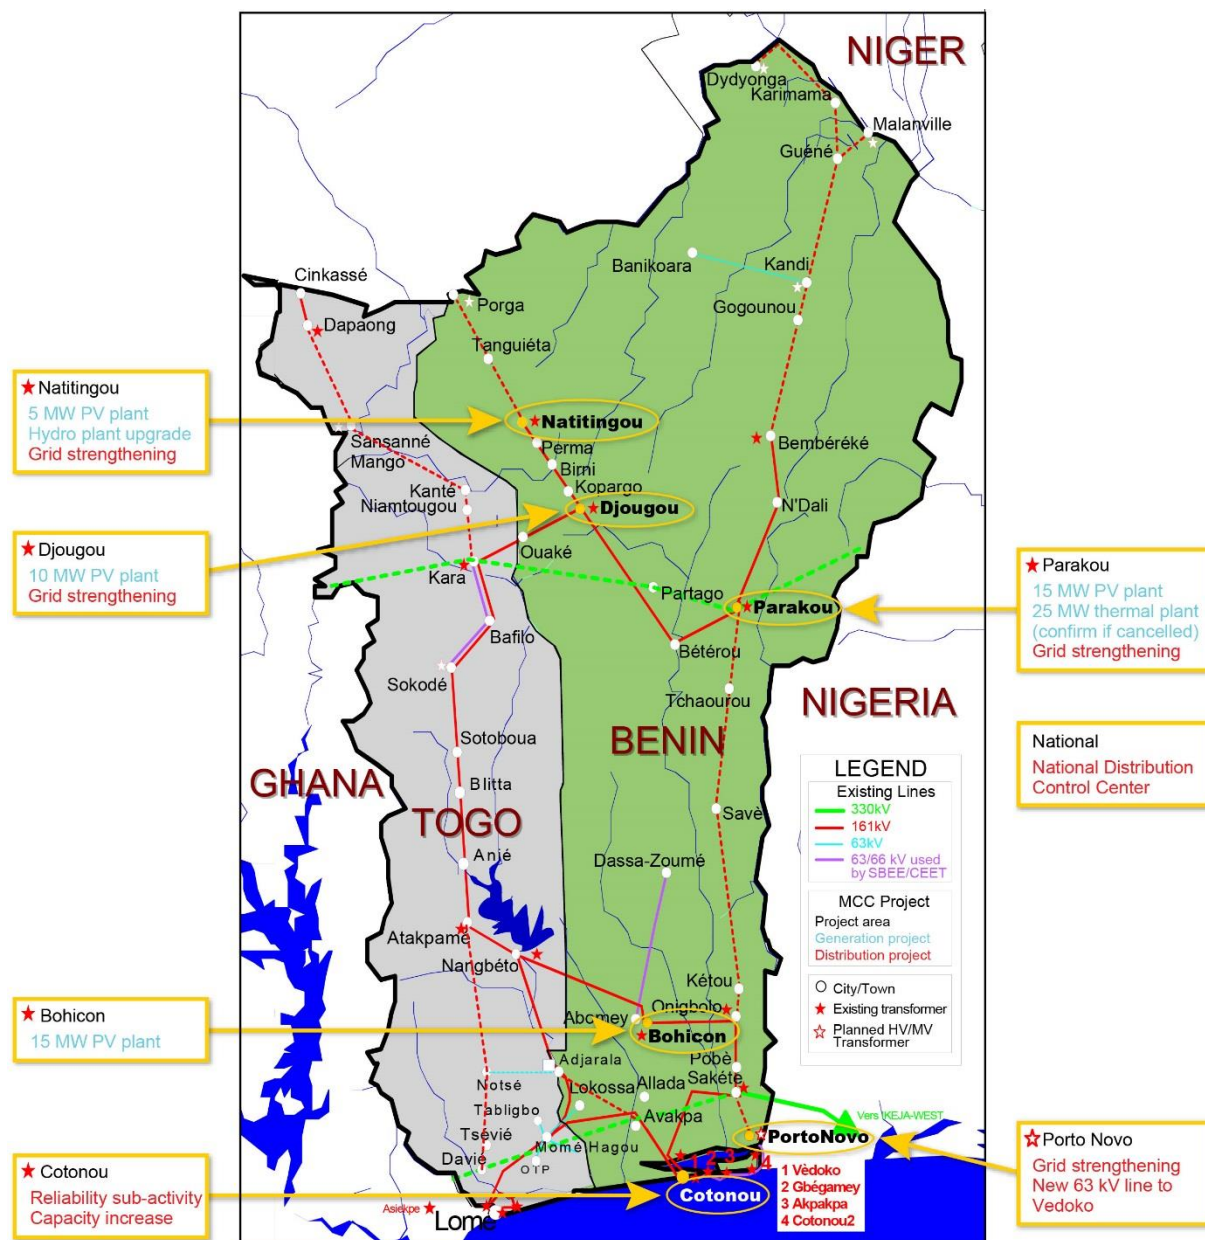 NIGER
Dydyonga
Karimama
Malanville
Guéné
Banikoara
Kandi
Gogounou
Cinkassé
Dapaong
Porga
Tanguiéta
Natitingou
5 MW PV plant
Hydro plant upgrade
Grid strengthening
Natitingou
Perma
Birni
Kopargo
Sansanné
Mango
Bembéréké
Kanté
Niamtougou
Djougou
N'Dali
Djougou
10 MW PV plant
Grid strengthening
Ouaké
Kara
Partago
Parakou
Parakou
15 MW PV plant
25 MW thermal plant
(confirm if cancelled)
Grid strengthening
Bafilo
Bétérou
Sokodé
Tchaourou
NIGERIA
BENIN
Sotoboua
GHANA
Blitta
TOGO
Savè
Anié
Dassa-Zoumé
LEGEND
Existing Lines
330kV
161kV
63kV
63/66 kV used
by SBEE/CEET
MCC Project
Project area
Generation project
Distribution project
City/Town
Existing transformer
Planned HV/MV
Transformer
National
National Distribution
Control Center
Atakpamé
Nangbéto
Kétou
Onigbolo
Abomey
Bohicon
Bohicon
15 MW PV plant
Pobè
Adjarala
Notsé
Lokossa
Allada
Sakété
Tabligbo
Avakpa
Vers IKEJA-WEST
Tsévié
Momé Hagou
PortoNovo
Davié
OTP
Porto Novo
Grid strengthening
New 63 kV line to
Vedoko
Cotonou
Reliability sub-activity
Capacity increase
Asiekpe
Lomé
Cotonou
1
2
3
4
1 Vèdoko
2 Gbégamey
3 Akpakpa
4 Cotonou2